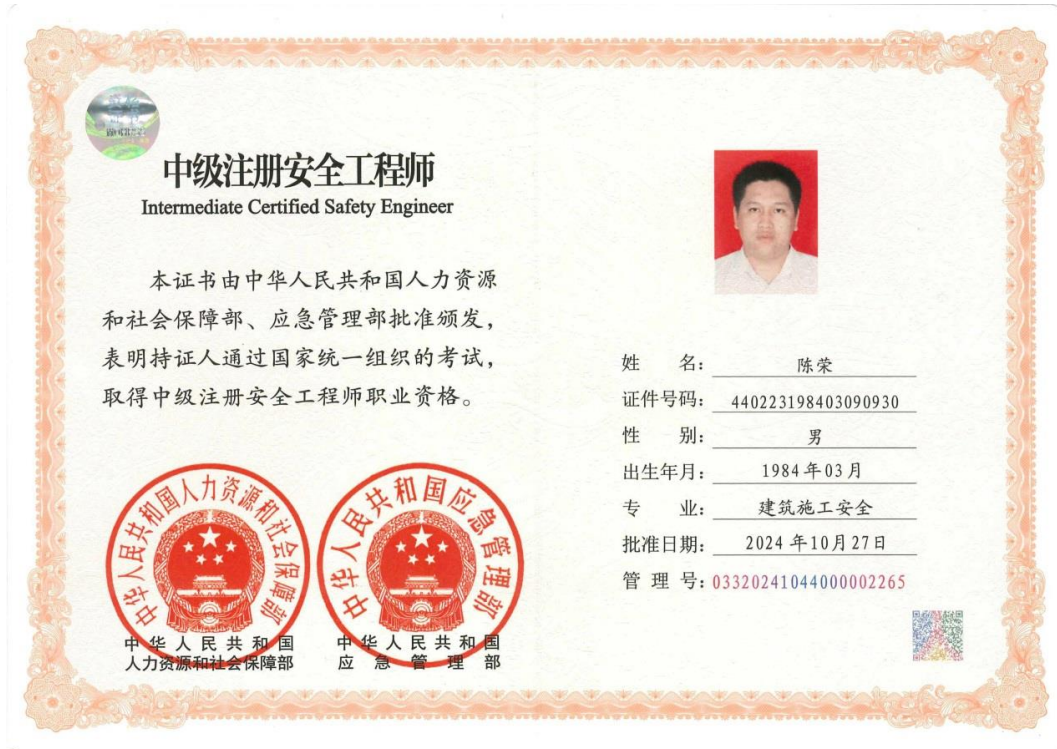 中级注册安全工程师
Intermediate Certified Safety Engineer
本证书由中华人民共和国人力资源
和社会保障部、应急管理部批准颁发，
表明持证人通过国家统一组织的考试，
取得中级注册安全工程师职业资格。
中华人民共和国人力资源和社会保障部
中华人民共和国
人力资源和社会保障部
中华人民共和国应急管理部
中华人民共和国
应急管理部
姓 名： 陈荣
证件号码： 440223198403090930
性 别： 男
出生年月： 1984年03月
专 业： 建筑施工安全
批准日期： 2024年10月27日
管 理 号：03320241044000002265